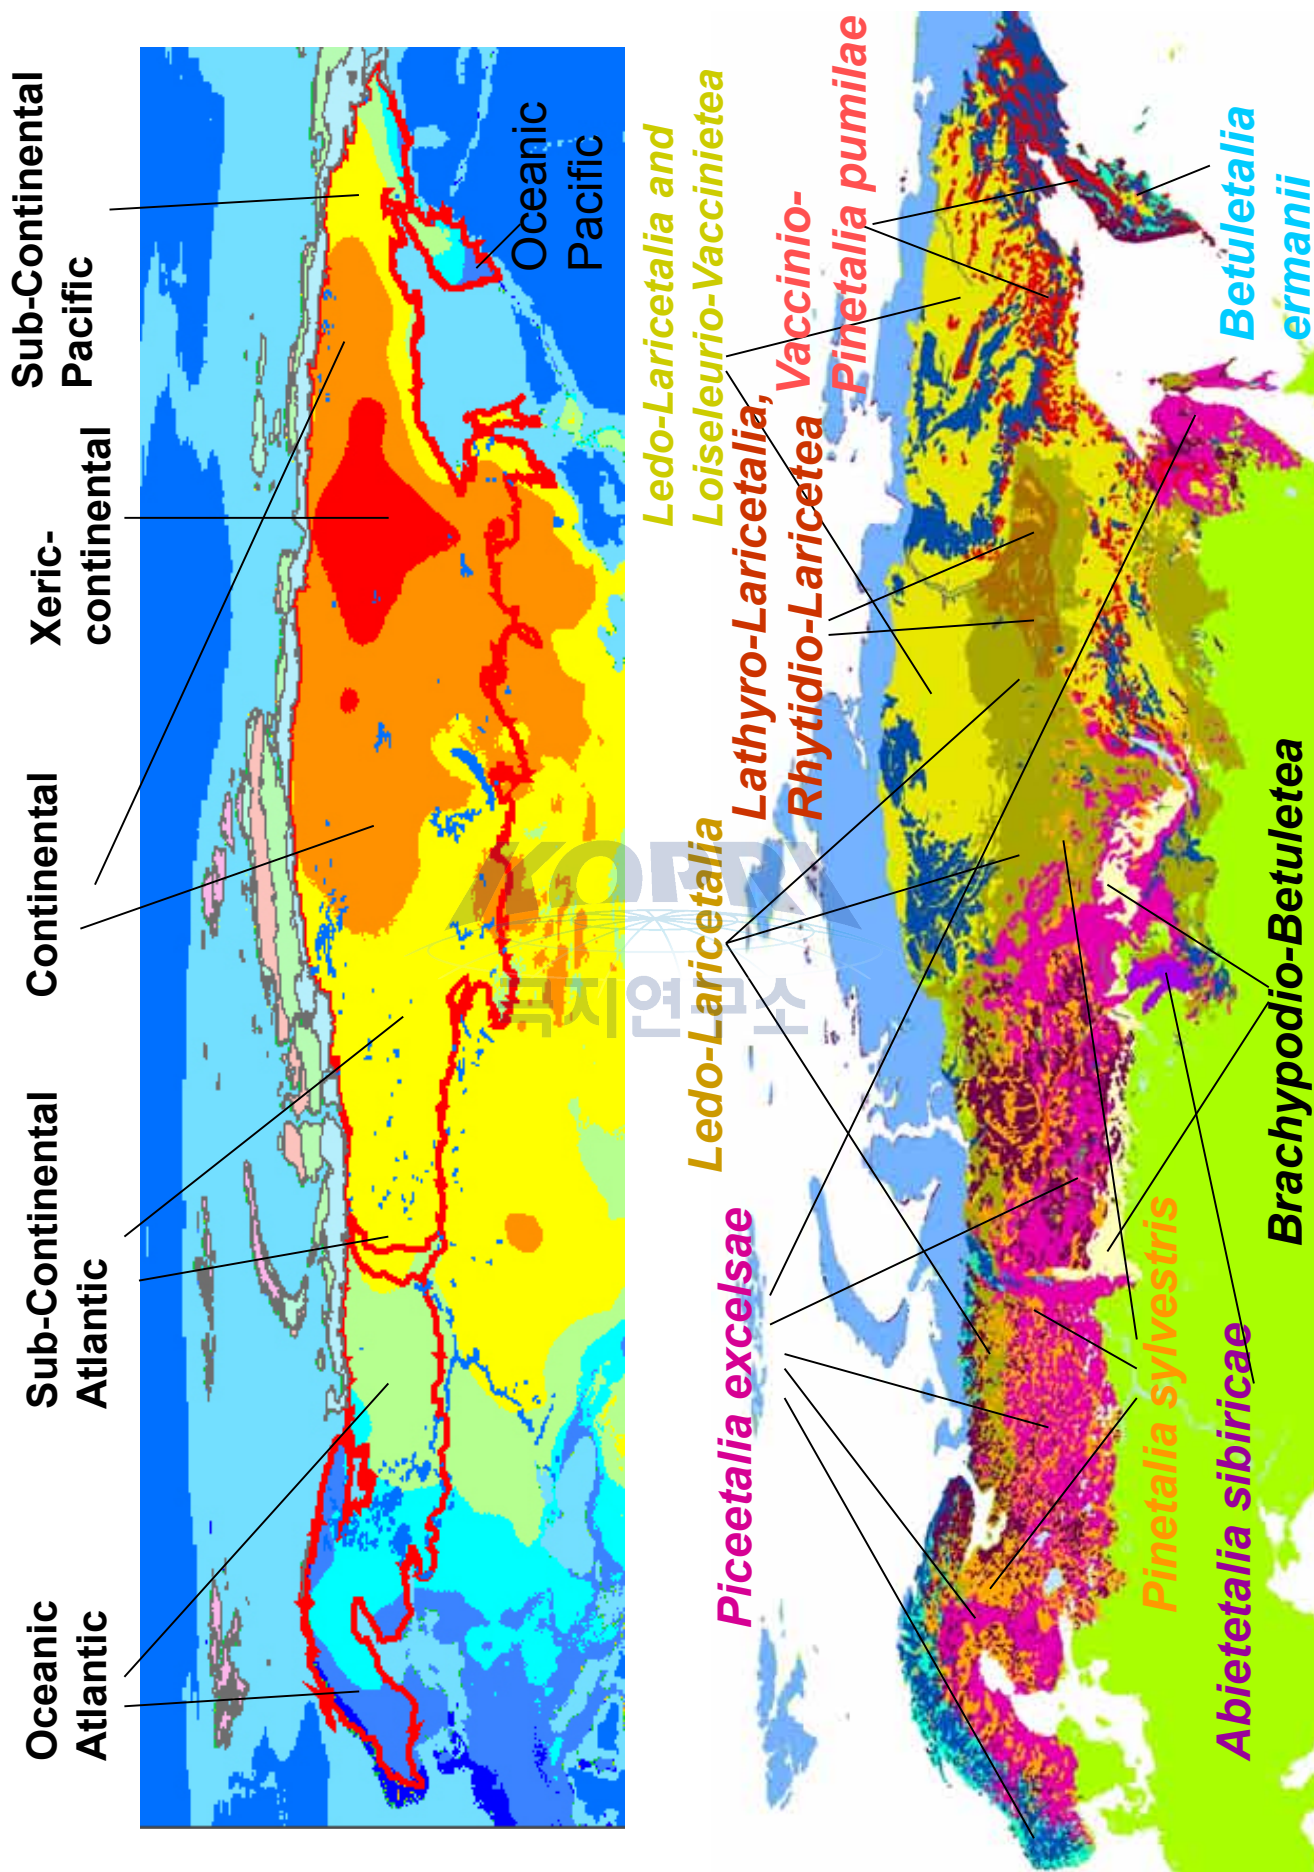 Oceanic
Atlantic
Sub-Continental
Atlantic
Continental
Xeric-
continental
Sub-Continental
Pacific
Oceanic
Pacific
KOPRI
극지연구소
Ledo-Laricetalia and
Loiseleurio-Vaccinietea
Vaccinio-
Pinetalia pumilae
Lathyro-Laricetalia,
Rhytidio-Laricetea
Ledo-Laricetalia
Piceetalia excelsae
Betuletalia
ermanii
Brachypodio-Betuletea
Pinetalia sylvestris
Abietetalia sibiricae